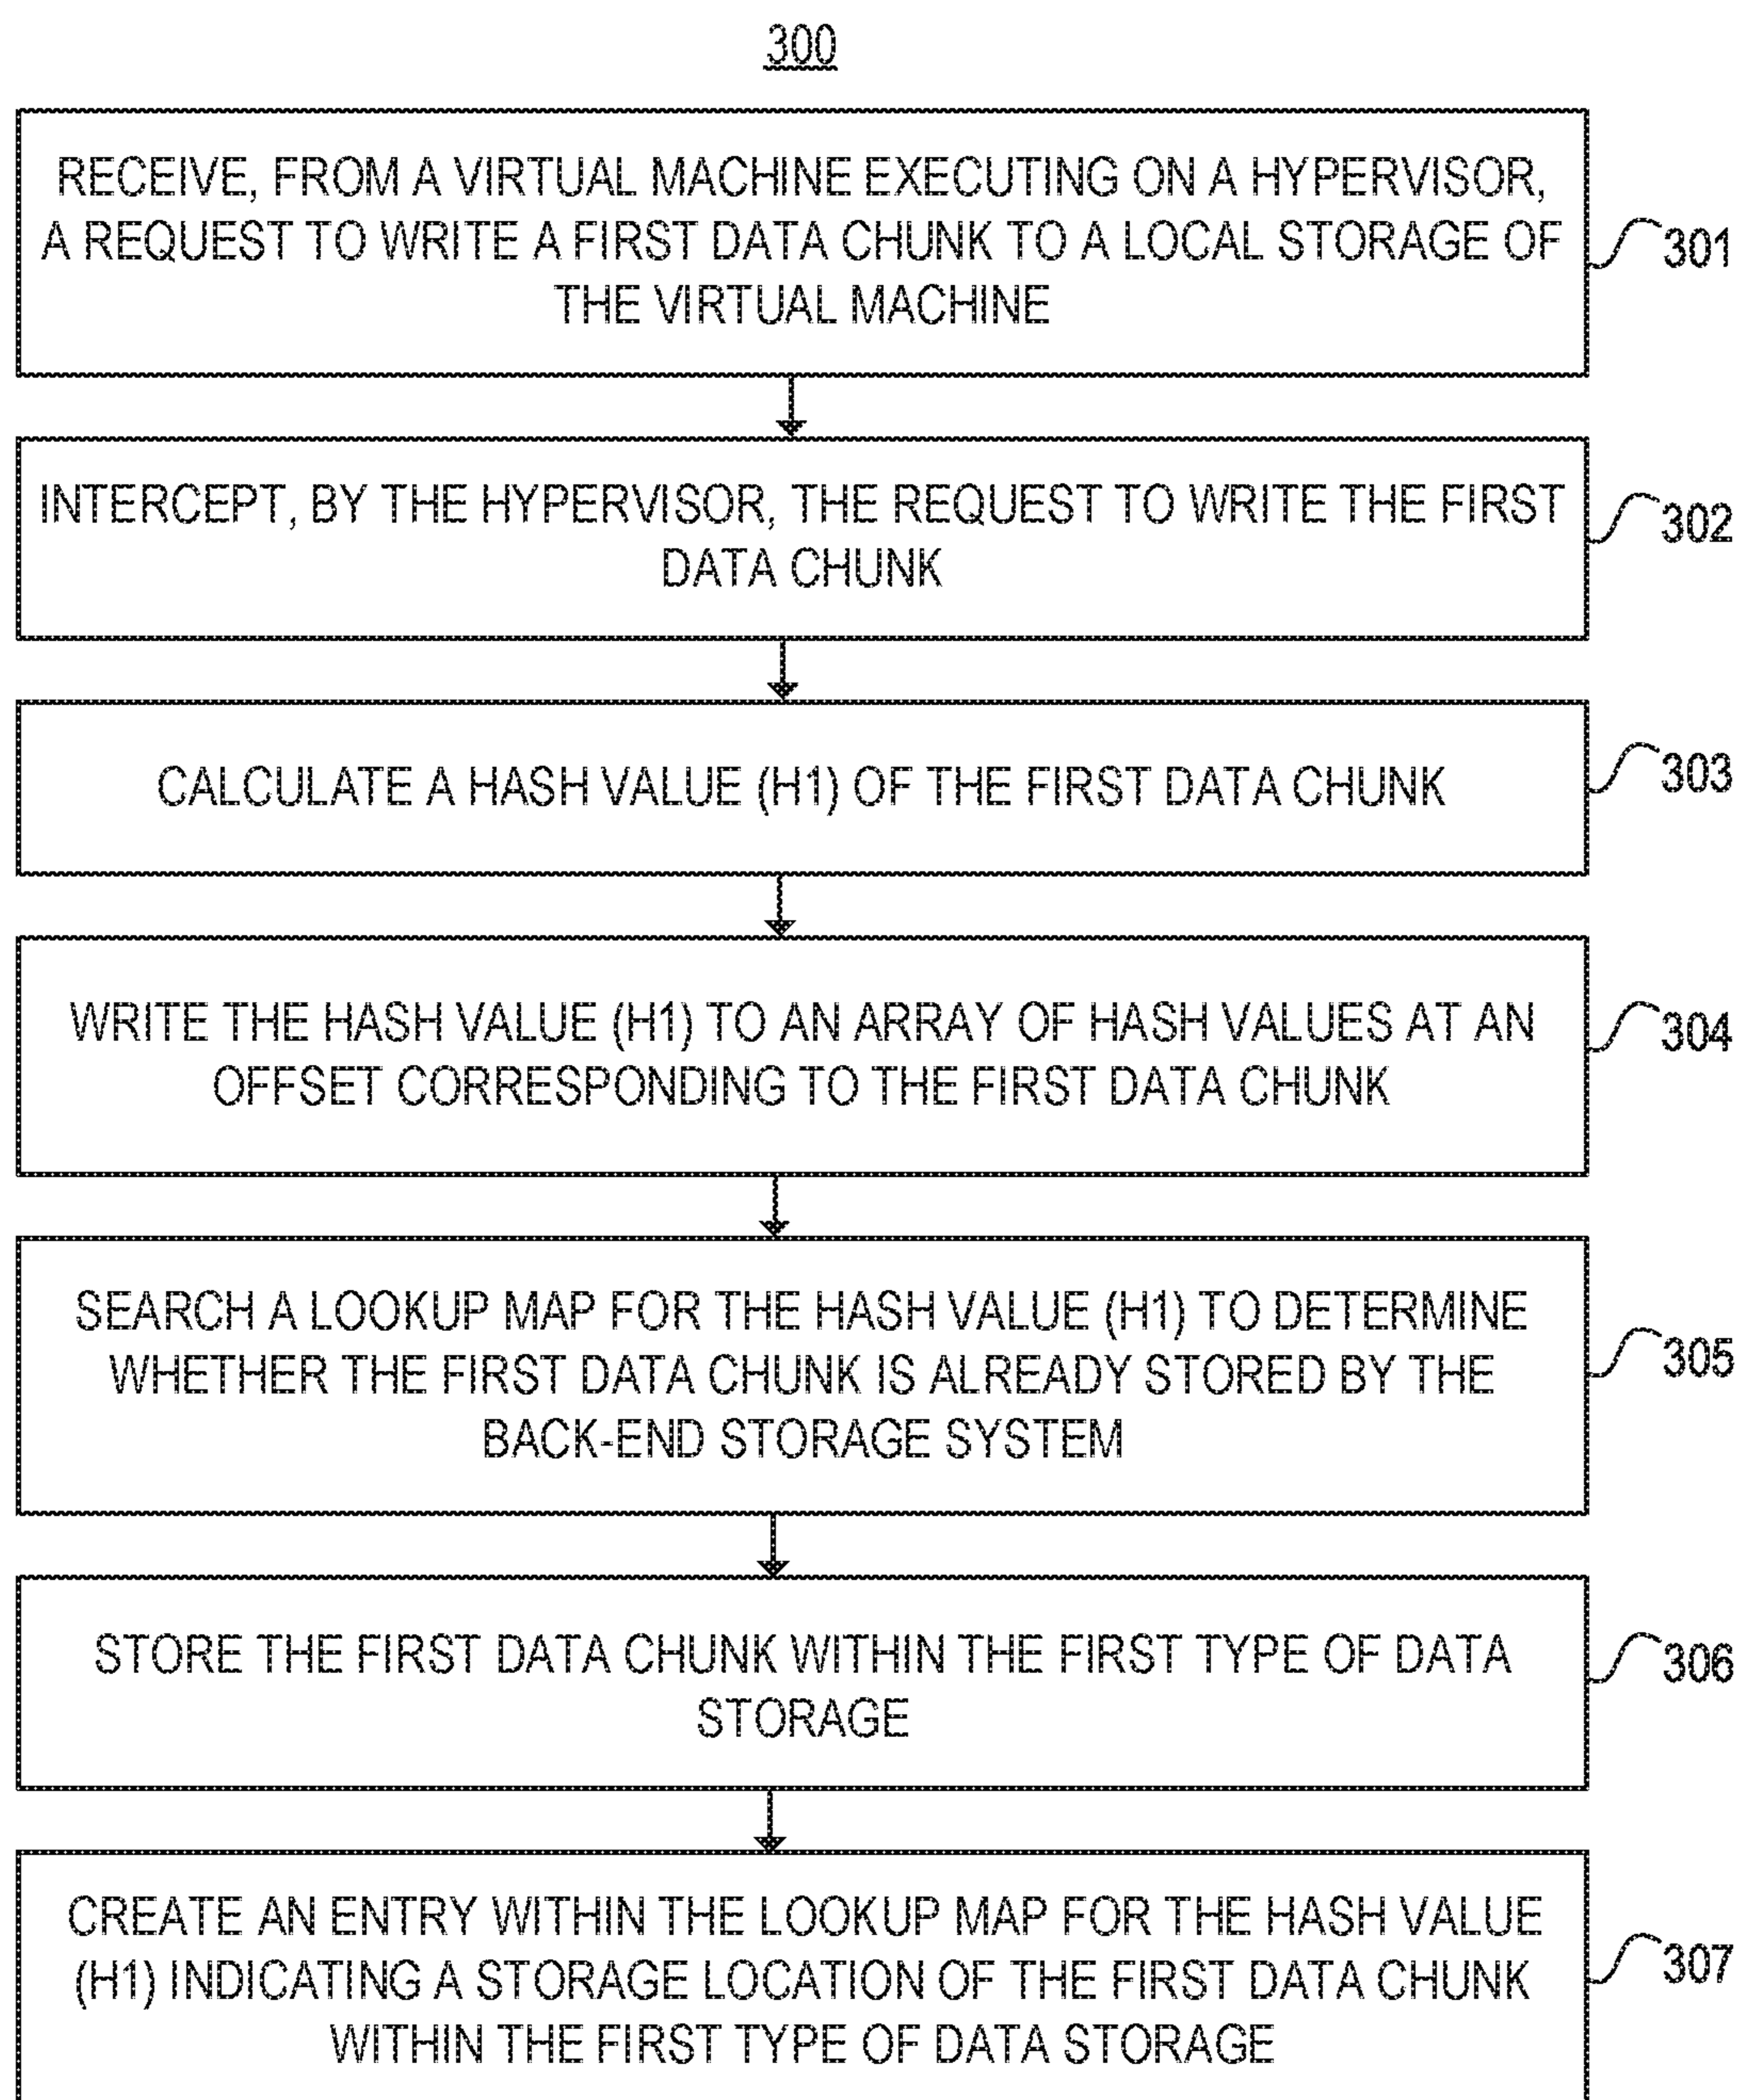 300
RECEIVE, FROM A VIRTUAL MACHINE EXECUTING ON A HYPERVISOR,
A REQUEST TO WRITE A FIRST DATA CHUNK TO A LOCAL STORAGE OF
THE VIRTUAL MACHINE
301
INTERCEPT, BY THE HYPERVISOR, THE REQUEST TO WRITE THE FIRST
DATA CHUNK
302
CALCULATE A HASH VALUE (H1) OF THE FIRST DATA CHUNK
303
WRITE THE HASH VALUE (H1) TO AN ARRAY OF HASH VALUES AT AN
OFFSET CORRESPONDING TO THE FIRST DATA CHUNK
304
SEARCH A LOOKUP MAP FOR THE HASH VALUE (H1) TO DETERMINE
WHETHER THE FIRST DATA CHUNK IS ALREADY STORED BY THE
BACK-END STORAGE SYSTEM
305
STORE THE FIRST DATA CHUNK WITHIN THE FIRST TYPE OF DATA
STORAGE
306
CREATE AN ENTRY WITHIN THE LOOKUP MAP FOR THE HASH VALUE
(H1) INDICATING A STORAGE LOCATION OF THE FIRST DATA CHUNK
WITHIN THE FIRST TYPE OF DATA STORAGE
307